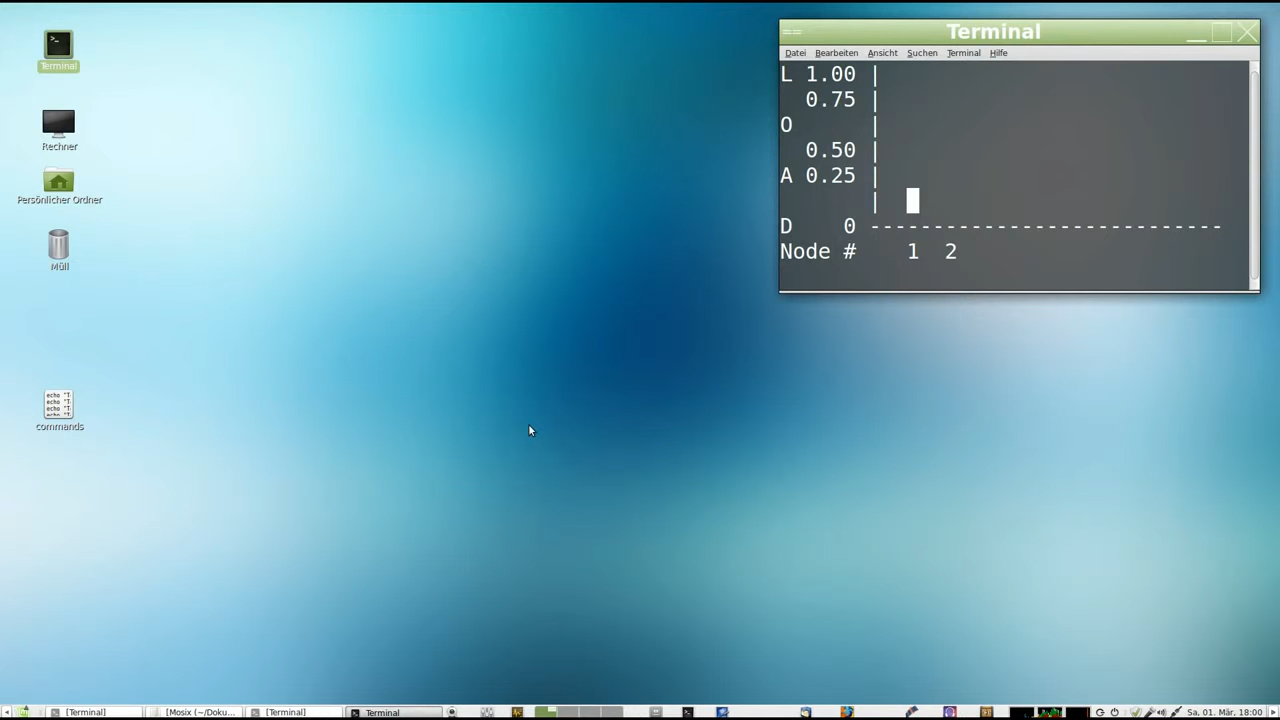 Terminal
Rechner
Persönlicher Ordner
Müll
commands
Terminal
Datei Bearbeiten Ansicht Suchen Terminal Hilfe
L 1.00 |
0.75 |
O |
0.50 |
A 0.25 |
|
D 0 ----------------------------
Node # 1 2
[Terminal] [Mosix (~/Doku... [Terminal] Terminal Sa. 01. Mär, 18:00